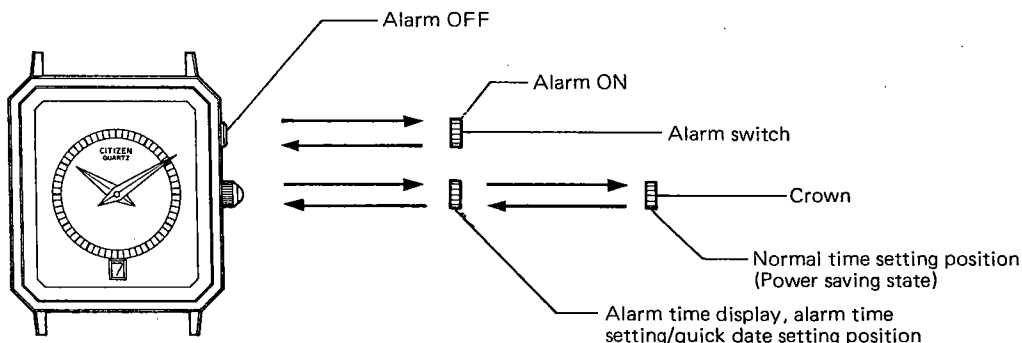 Alarm OFF
Alarm ON
Alarm switch
CITIZEN
QUARTZ
Crown
7
Normal time setting position
(Power saving state)
Alarm time display, alarm time
setting/quick date setting position